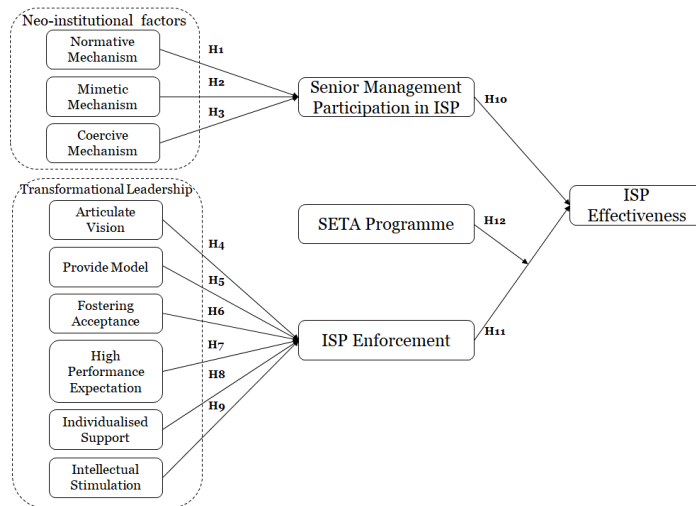 Neo-institutional factors
Normative
Mechanism
H1
Mimetic
Mechanism
H2
Coercive
Mechanism
H3
Senior Management
Participation in ISP
H10
Transformational Leadership
Articulate
Vision
H4
Provide Model
H5
Fostering
Acceptance
H6
High
Performance
Expectation
H7
Individualised
Support
H8
Intellectual
Stimulation
H9
SETA Programme
H12
ISP Enforcement
H11
ISP
Effectiveness